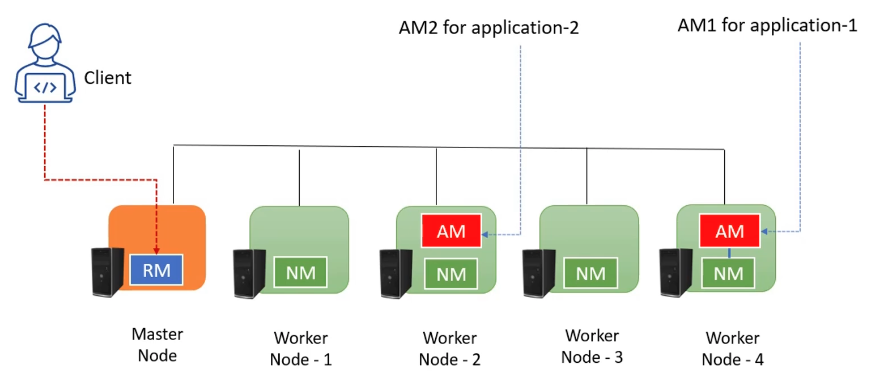 AM2 for application-2
AM1 for application-1
</>
Client
AM
AM
RM
NM
NM
NM
NM
Master
Node
Worker
Node - 1
Worker
Node - 2
Worker
Node - 3
Worker
Node - 4